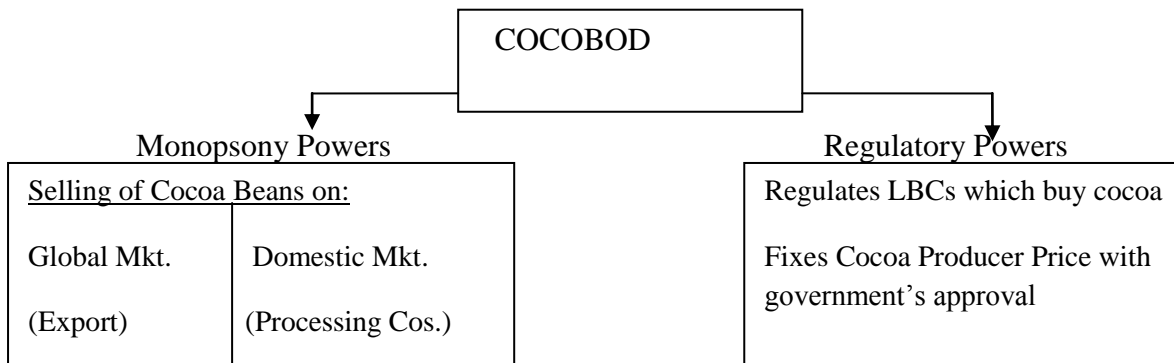 COCOBOD
Monopsony Powers
Selling of Cocoa Beans on:
Global Mkt.
(Export)
Domestic Mkt.
(Processing Cos.)
Regulatory Powers
Regulates LBCs which buy cocoa
Fixes Cocoa Producer Price with
government's approval